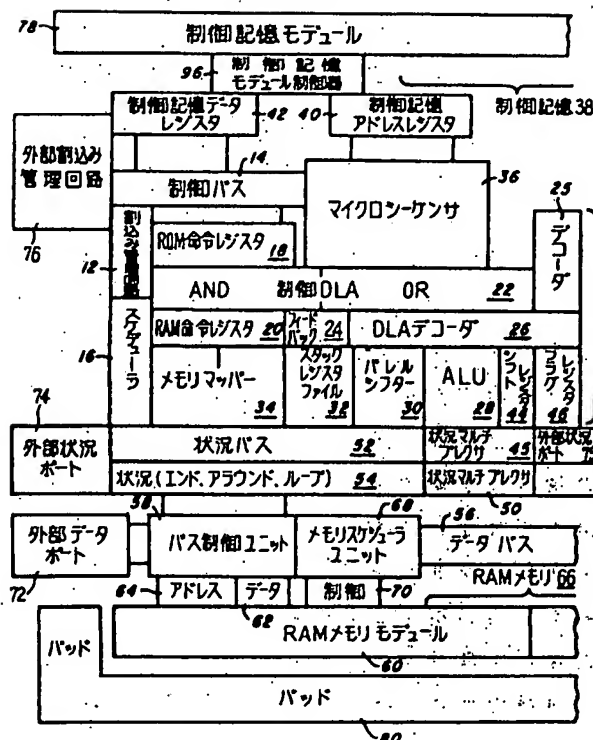 78
制御記憶モジュール
96
制御記憶
モジュール制御器
制御記憶38
制御記憶データ
レジスタ
42
40
制御記憶
アドレスレジスタ
外部割込み
管理回路
76
14
制御バス
36
マイクロシーケンサ
25
デコーダ
12
ROM命令レジスタ
18
AND
制御DLA
OR
22
16
スケデューラ
RAM命令レジスタ
20
フィード
バック
24
DLAデコーダ
26
メモリマッパー
34
スタック
レジスタ
ファイル
32
バレル
シフター
30
ALU
28
シフト
レジスタ
44
フラグ
レジスタ
46
74
外部状況
ポート
状況バス
52
状況マルチ
プレクサ
45
外部状況
ポート
状況(エンド、アラウンド、ループ)
54
状況マルチプレクサ
50
58
68
56
外部データ
ポート
72
バス制御ユニット
メモリスケジューラ
ユニット
データバス
64
アドレス
データ
62
制御
70
RAMメモリ 66
RAMメモリモジュール
60
パッド
パッド
80